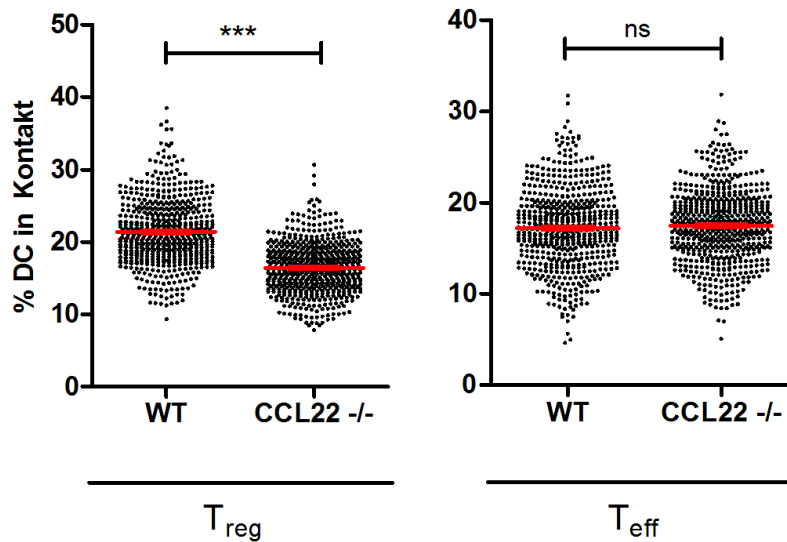 % DC in Kontakt
50
40
30
20
10
0
***
WT
CCL22 -/-
Treg
40
30
20
10
0
ns
WT
CCL22 -/-
Teff